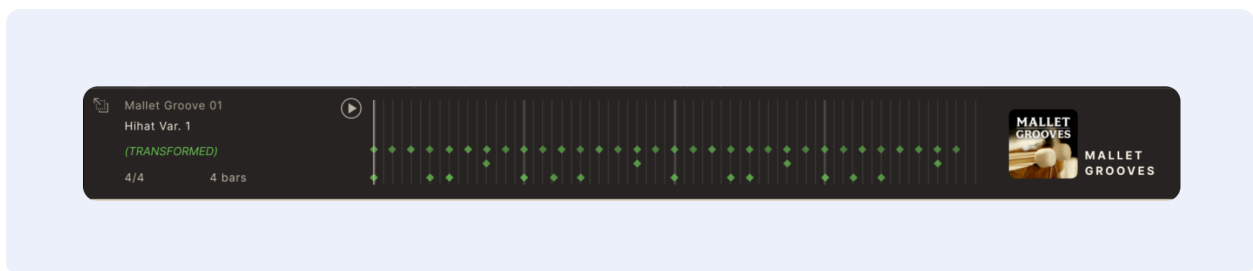 Mallet Groove 01
Hihat Var. 1
(TRANSFORMED)
4/4 4 bars
MALLET
GROOVES
MALLET
GROOVES